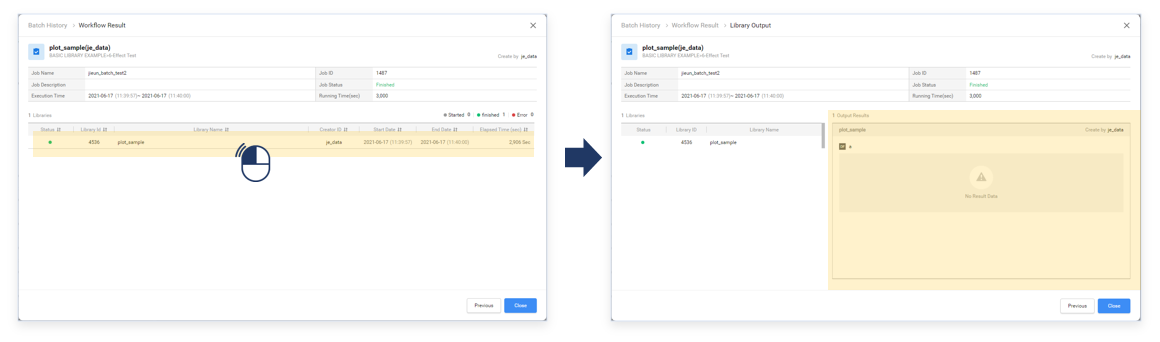 Batch History > Workflow Result
plot_sample(je_data)
BASIC LIBRARY EXAMPLE>6-Effect Test
Create by je_data
Job Name jieun_batch_test2 Job ID 1487
Job Description Job Status Finished
Execution Time 2021-06-17 (11:39:57)~ 2021-06-17 (11:40:00) Running Time(sec) 3,000
1 Libraries
Started 0 finished 1 Error 0
Status Library Id Library Name Creator ID Start Date End Date Elapsed Time (sec)
4536 plot_sample je_data 2021-06-17 (11:39:57) 2021-06-17 (11:40:00) 2,906 Sec
Previous Close
Batch History > Workflow Result > Library Output
plot_sample(je_data)
BASIC LIBRARY EXAMPLE>6-Effect Test
Create by je_data
Job Name jieun_batch_test2 Job ID 1487
Job Description Job Status Finished
Execution Time 2021-06-17 (11:39:57)~ 2021-06-17 (11:40:00) Running Time(sec) 3,000
1 Libraries
Status Library ID Library Name
4536 plot_sample
1 Output Results
plot_sample Create by je_data
No Result Data
Previous Close